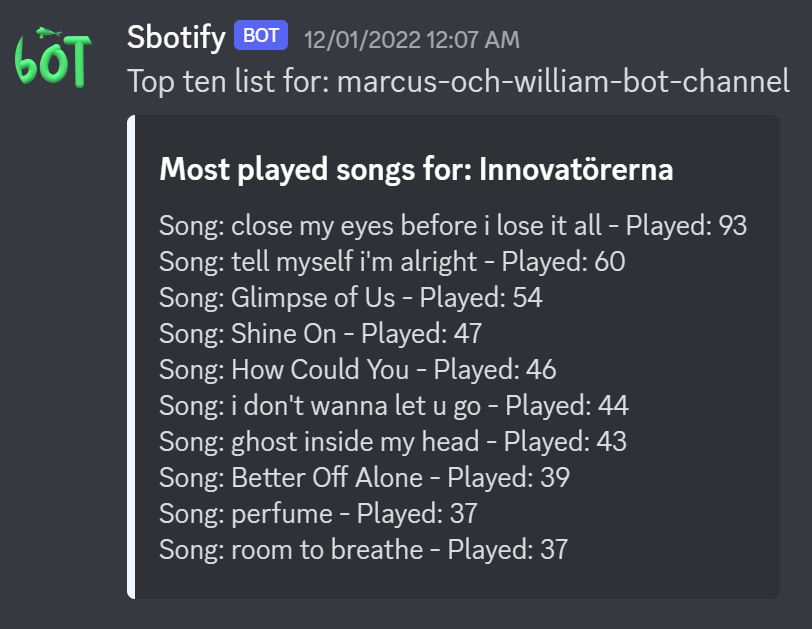 bOT
Sbotify BOT 12/01/2022 12:07 AM
Top ten list for: marcus-och-william-bot-channel
Most played songs for: Innovatörerna
Song: close my eyes before i lose it all - Played: 93
Song: tell myself i'm alright - Played: 60
Song: Glimpse of Us - Played: 54
Song: Shine On - Played: 47
Song: How Could You - Played: 46
Song: i don't wanna let u go - Played: 44
Song: ghost inside my head - Played: 43
Song: Better Off Alone - Played: 39
Song: perfume - Played: 37
Song: room to breathe - Played: 37